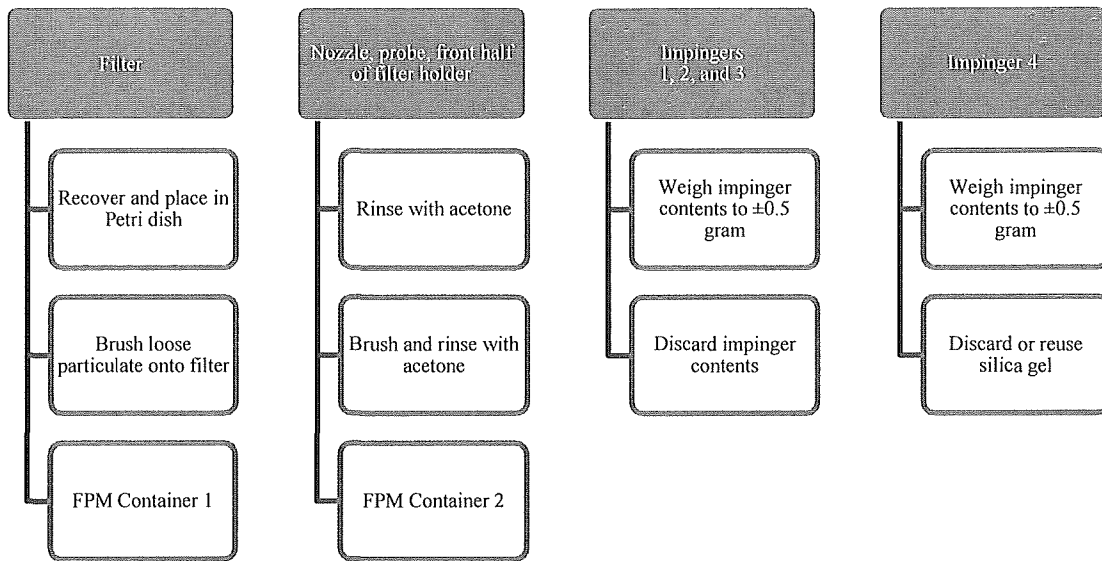 Filter
Recover and place in
Petri dish
Brush loose
particulate onto filter
FPM Container 1
Nozzle, probe, front half
of filter holder
Rinse with acetone
Brush and rinse with
acetone
FPM Container 2
Impingers
1, 2, and 3
Weigh impinger
contents to ±0.5
gram
Discard impinger
contents
Impinger 4
Weigh impinger
contents to ±0.5
gram
Discard or reuse
silica gel